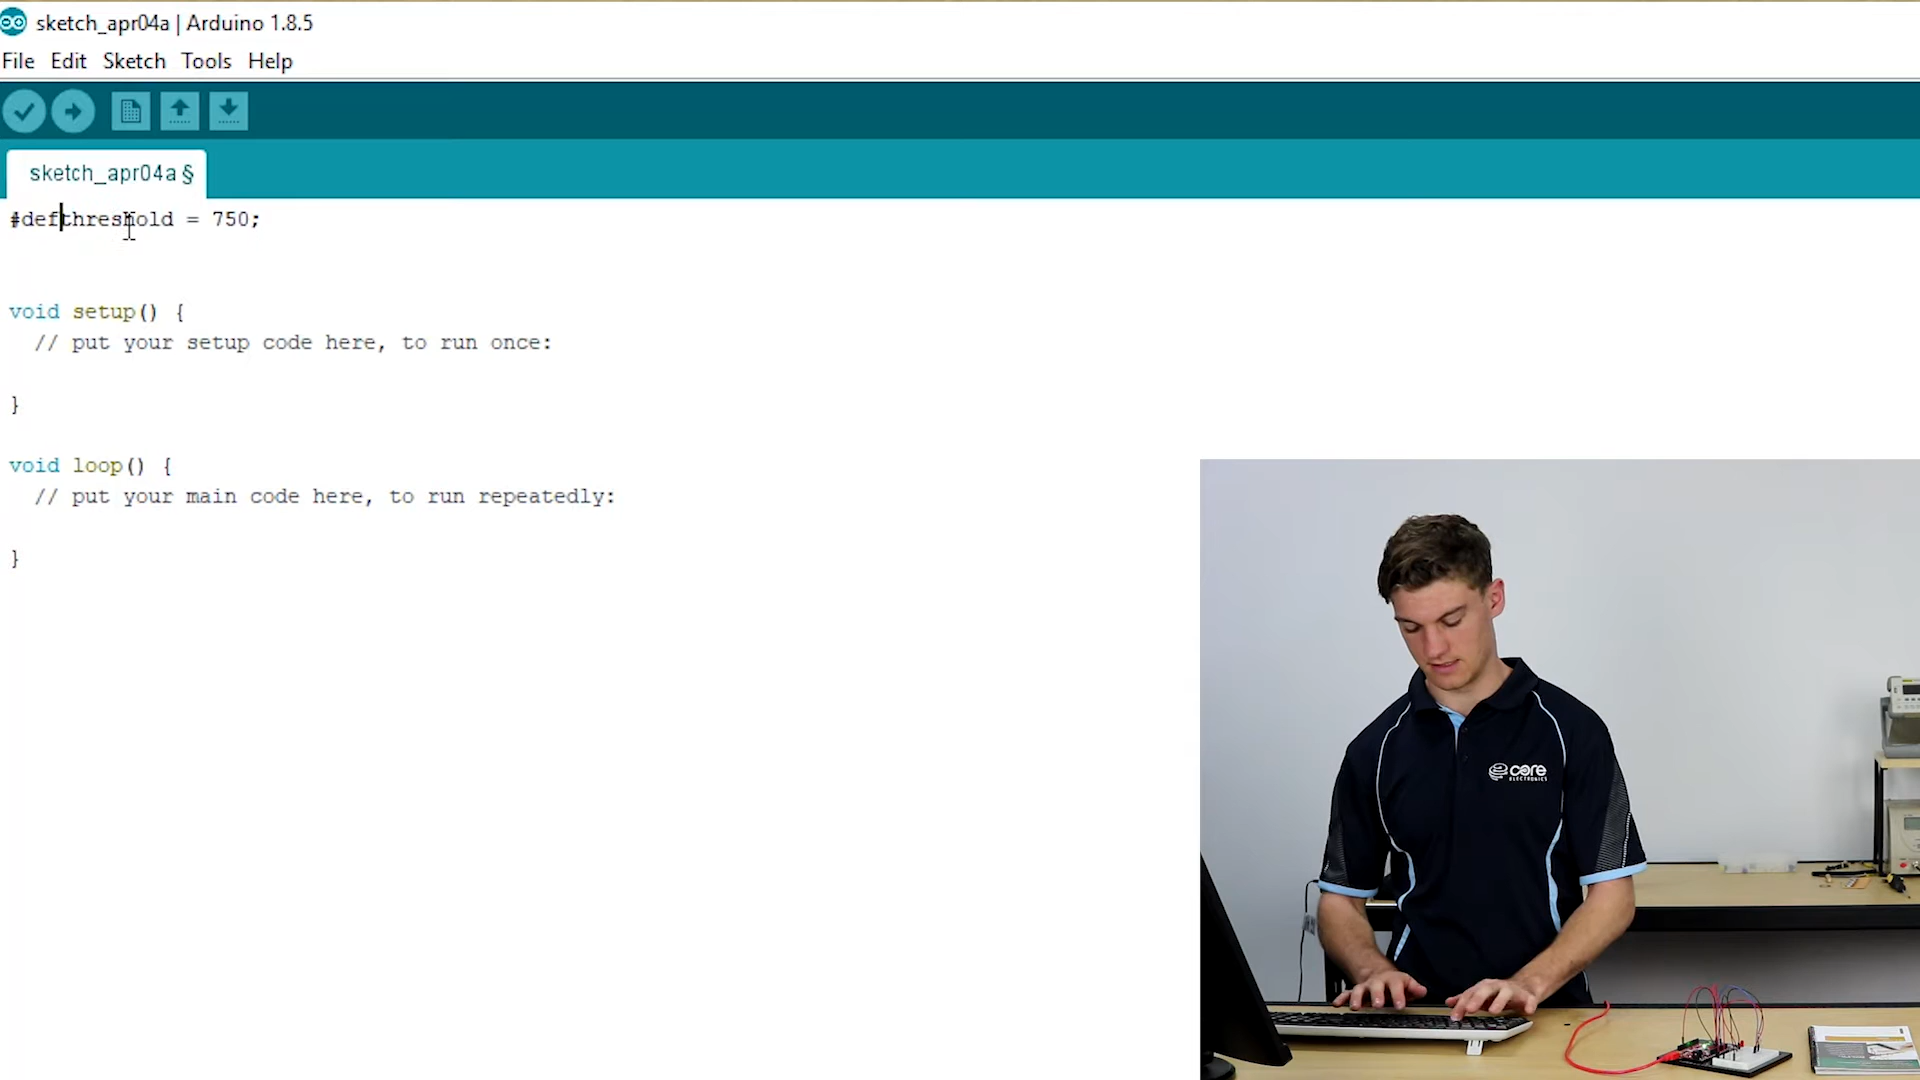 sketch_apr04a | Arduino 1.8.5
File Edit Sketch Tools Help
sketch_apr04a §
#defthreshold = 750;
void setup() {
// put your setup code here, to run once:
}
void loop() {
// put your main code here, to run repeatedly:
}
core
ELECTRONICS